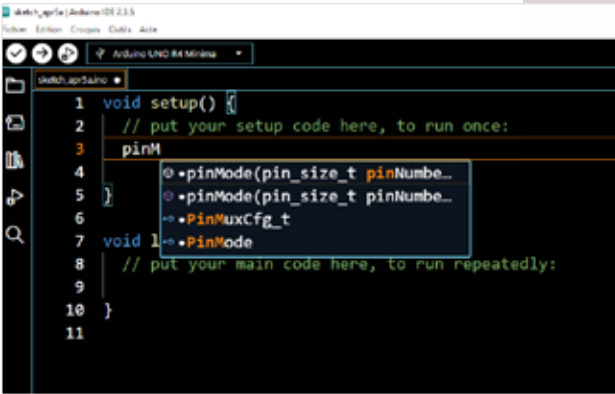 sketch_apr5a | Arduino IDE 2.3.5
Fichier Edition Croquis Outils Aide
Arduino UNO R4 Minima
sketch_apr5a.ino
1 void setup() {
2 // put your setup code here, to run once:
3 pinM
4 •pinMode(pin_size_t pinNumbe…
5 } •pinMode(pin_size_t pinNumbe…
6 •PinMuxCfg_t
7 void l •PinMode
8 // put your main code here, to run repeatedly:
9
10 }
11